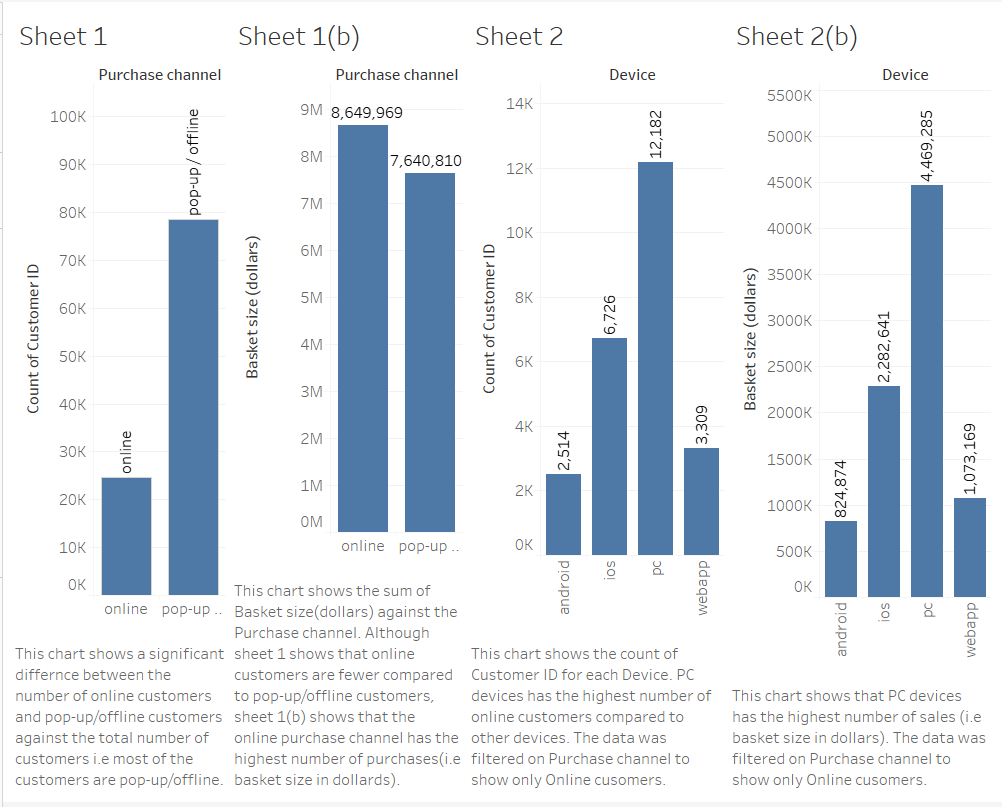 Sheet 1
Purchase channel
Count of Customer ID
100K
90K
80K
70K
60K
50K
40K
30K
20K
10K
0K
online
pop-up / offline
online
pop-up ..
This chart shows a significant
differnce between the
number of online customers
and pop-up/offline customers
against the total number of
customers i.e most of the
customers are pop-up/offline.
Sheet 1(b)
Purchase channel
Basket size (dollars)
9M
8M
7M
6M
5M
4M
3M
2M
1M
0M
8,649,969
7,640,810
online
pop-up ..
This chart shows the sum of
Basket size(dollars) against the
Purchase channel. Although
sheet 1 shows that online
customers are fewer compared
to pop-up/offline customers,
sheet 1(b) shows that the
online purchase channel has the
highest number of purchases(i.e
basket size in dollards).
Sheet 2
Device
Count of Customer ID
14K
12K
10K
8K
6K
4K
2K
0K
2,514
6,726
12,182
3,309
android
ios
pc
webapp
This chart shows the count of
Customer ID for each Device. PC
devices has the highest number of
online customers compared to
other devices. The data was
filtered on Purchase channel to
show only Online cusomers.
Sheet 2(b)
Device
Basket size (dollars)
5500K
5000K
4500K
4000K
3500K
3000K
2500K
2000K
1500K
1000K
500K
0K
824,874
2,282,641
4,469,285
1,073,169
android
ios
pc
webapp
This chart shows that PC devices
has the highest number of sales (i.e
basket size in dollars). The data was
filtered on Purchase channel to
show only Online cusomers.